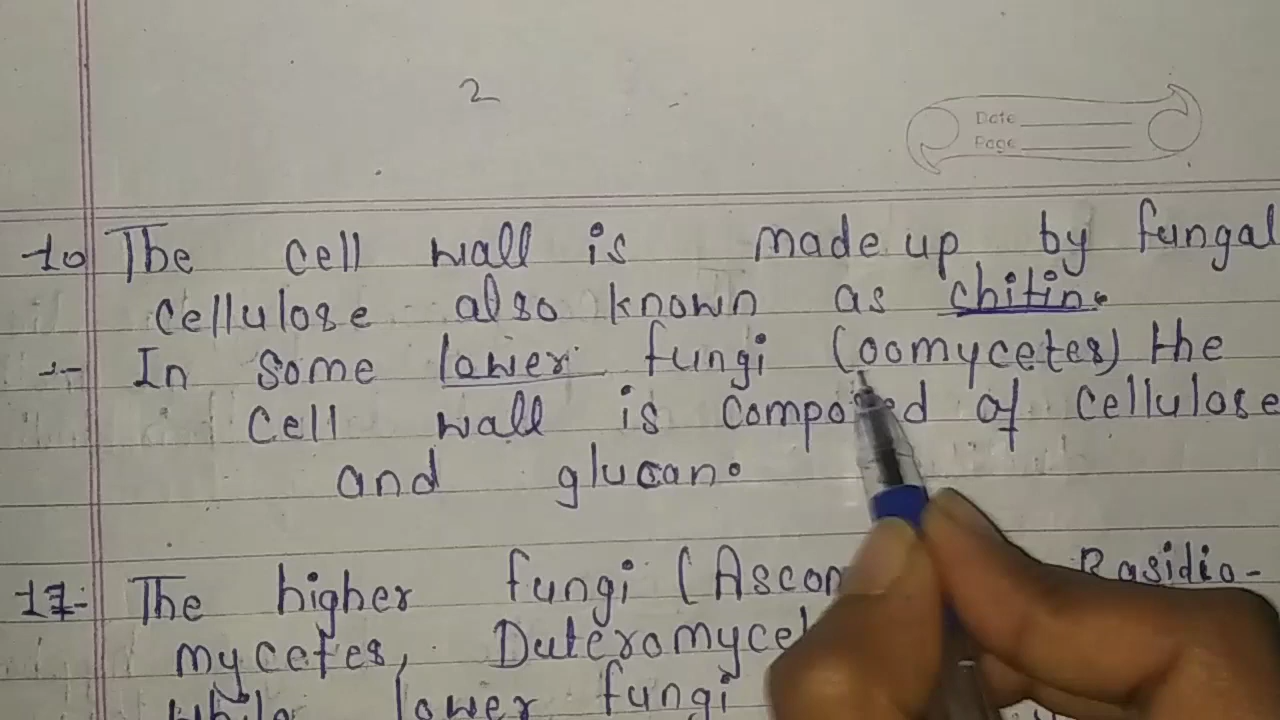 2
Date
Page
10 The cell wall is made up by fungal
cellulose also known as chitin.
:- In some lower fungi (oomycetes) the
cell wall is composed of cellulose
and glucan.
17- The higher fungi (Ascom Basidio-
mycetes, Duteromycet
While lower fungi